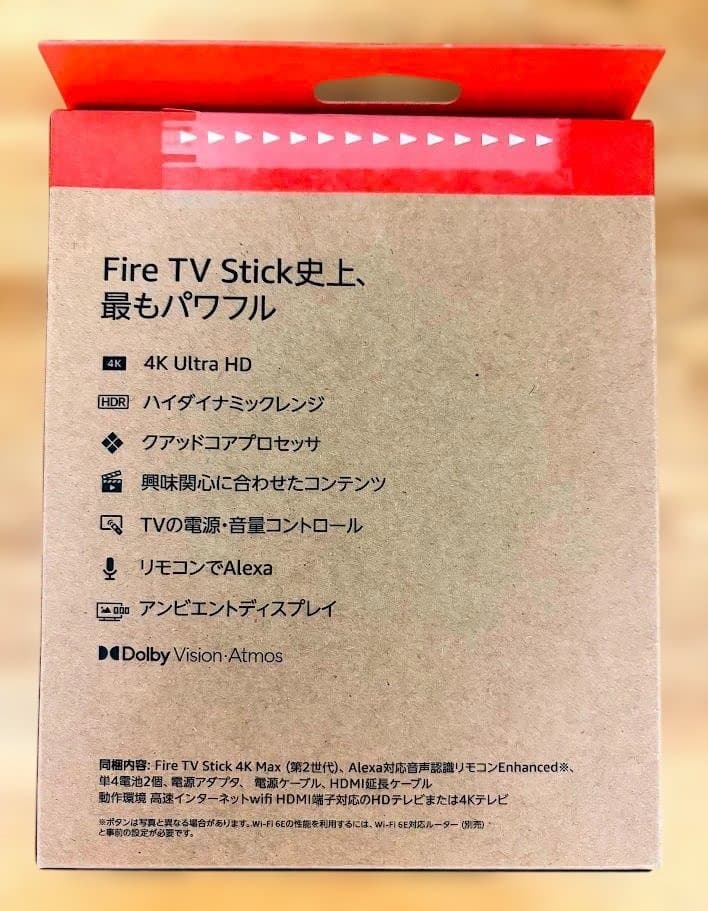 Fire TV Stick史上、
最もパワフル
4K 4K Ultra HD
HDR ハイダイナミックレンジ
クアッドコアプロセッサ
興味関心に合わせたコンテンツ
TVの電源・音量コントロール
リモコンでAlexa
アンビエントディスプレイ
Dolby Vision·Atmos
同梱内容: Fire TV Stick 4K Max (第2世代)、Alexa対応音声認識リモコンEnhanced※、
単4電池2個、電源アダプタ、 電源ケーブル、HDMI延長ケーブル
動作環境 高速インターネットwifi HDMI端子対応のHDテレビまたは4Kテレビ
※ボタンは写真と異なる場合があります。Wi-Fi 6Eの性能を利用するには、Wi-Fi 6E対応ルーター (別売)
と事前の設定が必要です。